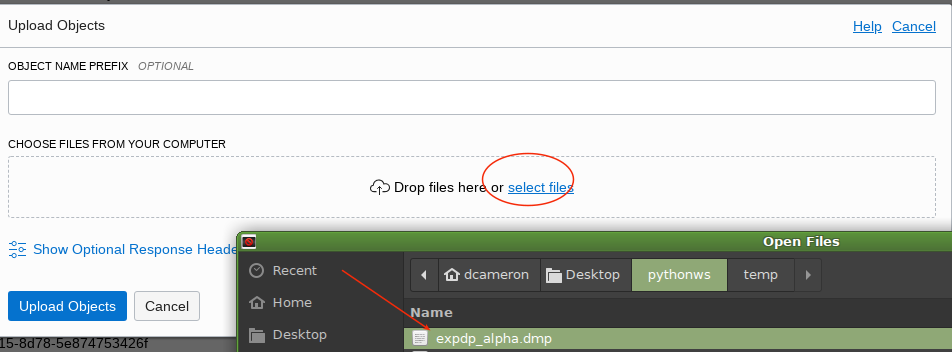 Upload Objects
Help Cancel
OBJECT NAME PREFIX OPTIONAL
CHOOSE FILES FROM YOUR COMPUTER
Drop files here or select files
Show Optional Response Heade
Open Files
Recent
dcameron Desktop pythonws temp
Home
Name
Upload Objects Cancel
Desktop
expdp_alpha.dmp
15-8d78-5e874753426f